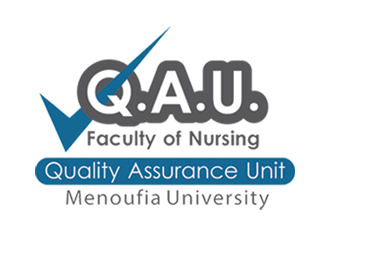 Q.A.U.
Faculty of Nursing
Quality Assurance Unit
Menoufia University